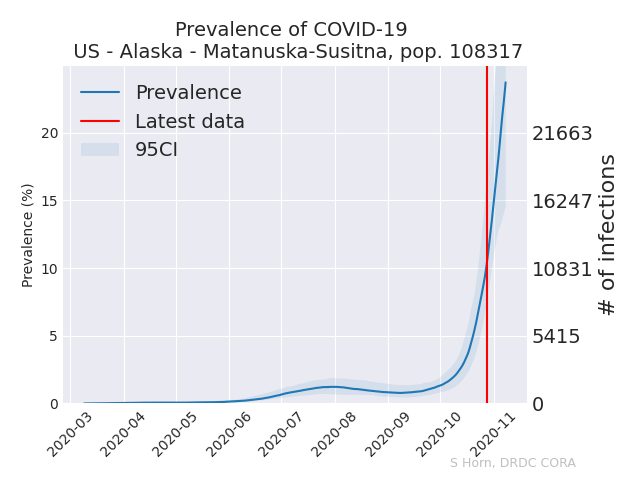 Prevalence of COVID-19
US - Alaska - Matanuska-Susitna, pop. 108317
Prevalence
Latest data
95CI
Prevalence (%)
20
15
10
5
0
21663
16247
10831
5415
0
# of infections
2020-03
2020-04
2020-05
2020-06
2020-07
2020-08
2020-09
2020-10
2020-11
S Horn, DRDC CORA